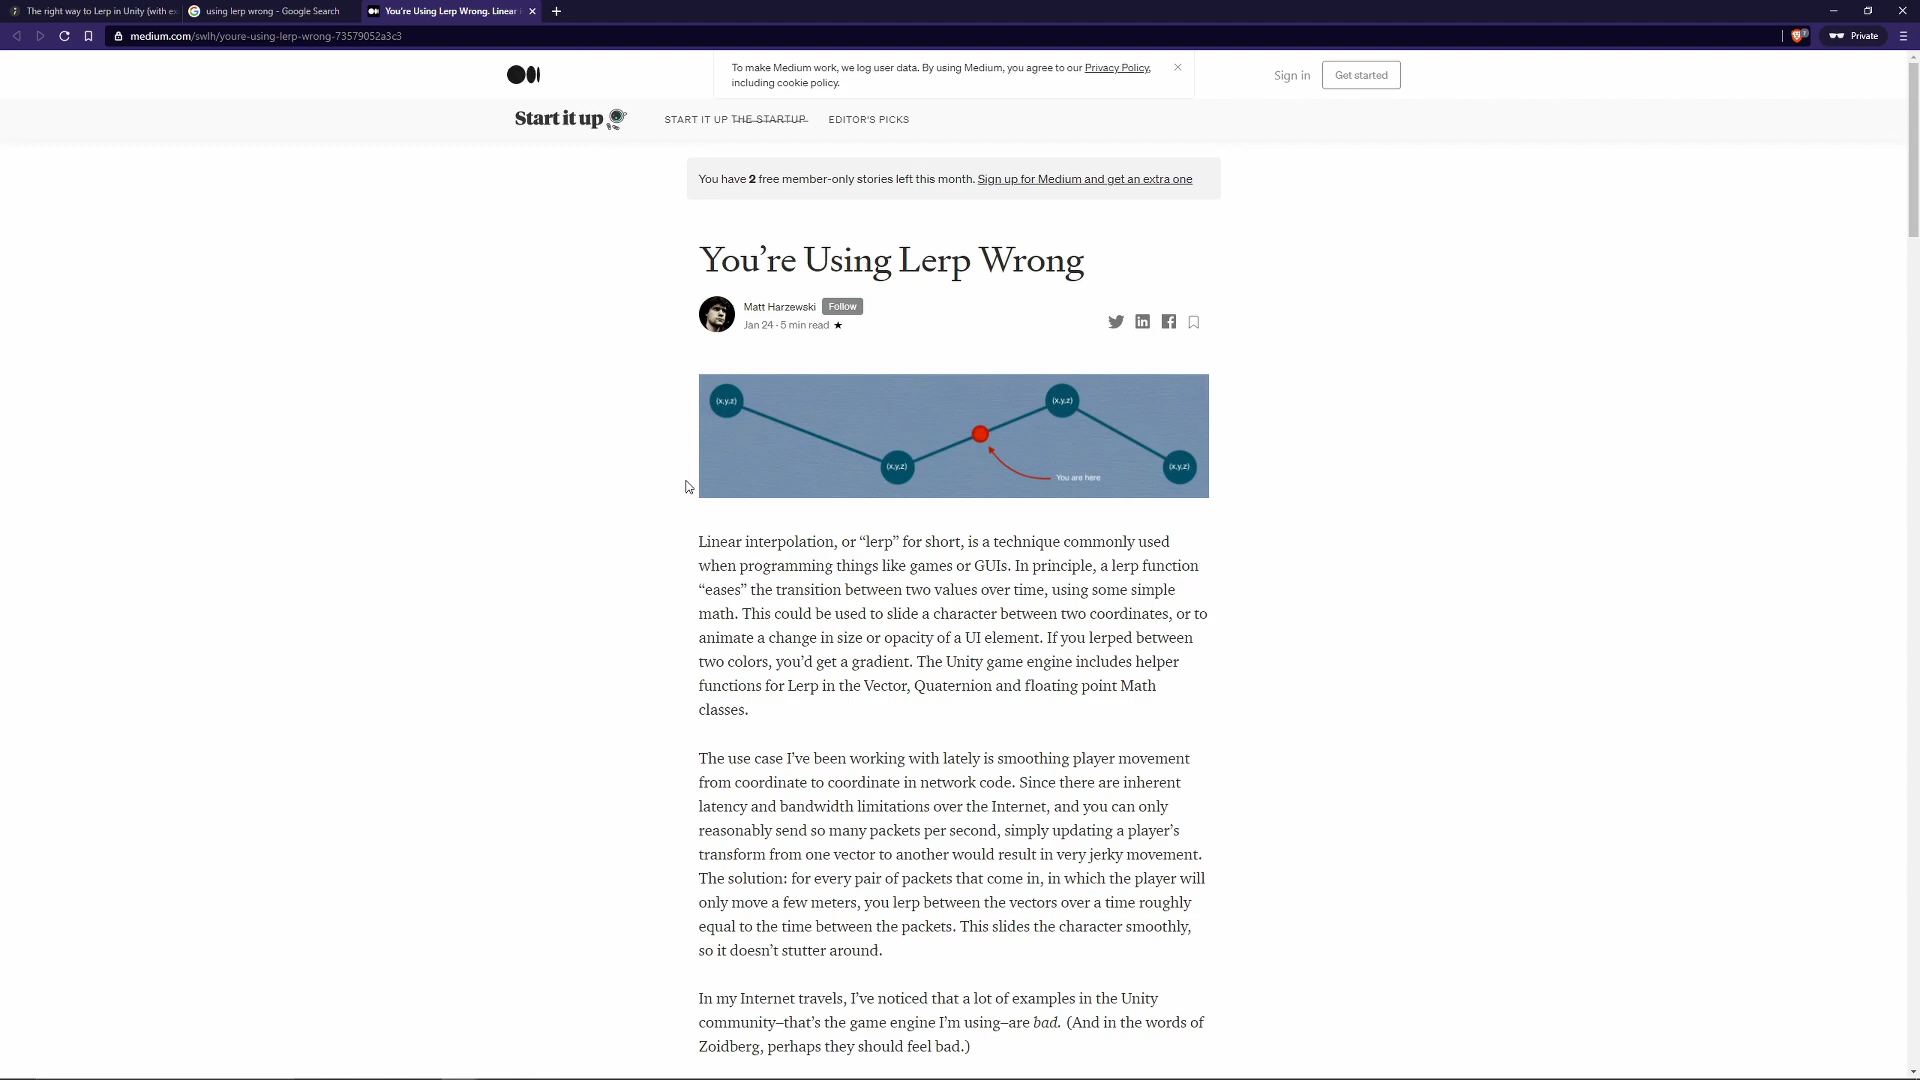 The right way to Lerp in Unity (with ex
using lerp wrong - Google Search
You’re Using Lerp Wrong. Linear i
medium.com/swlh/youre-using-lerp-wrong-73579052a3c3
Private
To make Medium work, we log user data. By using Medium, you agree to our Privacy Policy,
including cookie policy.
Sign in
Get started
Start it up
START IT UP
THE STARTUP
EDITOR'S PICKS
You have 2 free member-only stories left this month. Sign up for Medium and get an extra one
You’re Using Lerp Wrong
Matt Harzewski
Follow
Jan 24 · 5 min read ★
(x,y,z)
(x,y,z)
(x,y,z)
(x,y,z)
You are here
Linear interpolation, or “lerp” for short, is a technique commonly used
when programming things like games or GUIs. In principle, a lerp function
“eases” the transition between two values over time, using some simple
math. This could be used to slide a character between two coordinates, or to
animate a change in size or opacity of a UI element. If you lerped between
two colors, you’d get a gradient. The Unity game engine includes helper
functions for Lerp in the Vector, Quaternion and floating point Math
classes.
The use case I’ve been working with lately is smoothing player movement
from coordinate to coordinate in network code. Since there are inherent
latency and bandwidth limitations over the Internet, and you can only
reasonably send so many packets per second, simply updating a player’s
transform from one vector to another would result in very jerky movement.
The solution: for every pair of packets that come in, in which the player will
only move a few meters, you lerp between the vectors over a time roughly
equal to the time between the packets. This slides the character smoothly,
so it doesn’t stutter around.
In my Internet travels, I’ve noticed that a lot of examples in the Unity
community–that’s the game engine I’m using–are bad. (And in the words of
Zoidberg, perhaps they should feel bad.)